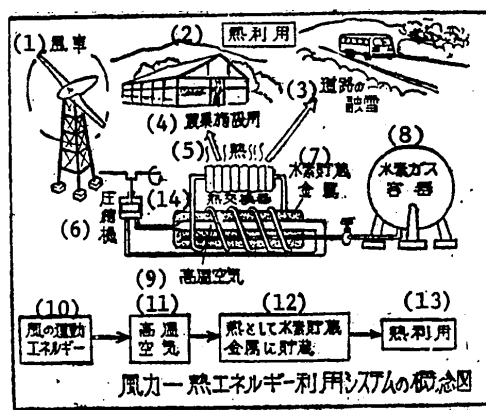 (1)風車
(2)
熱利用
(3)
道路の
融雪
(4)農業施設用
(5)
熱
(7)
水素貯蔵
金属
(8)
水素ガス
容器
(6)
圧縮機
(14)
熱交換器
(9)高温空気
(10)
風の運動
エネルギー
(11)
高温
空気
(12)
熱として水素貯蔵
金属に貯蔵
(13)
熱利用
風力ー熱エネルギー利用システムの概念図